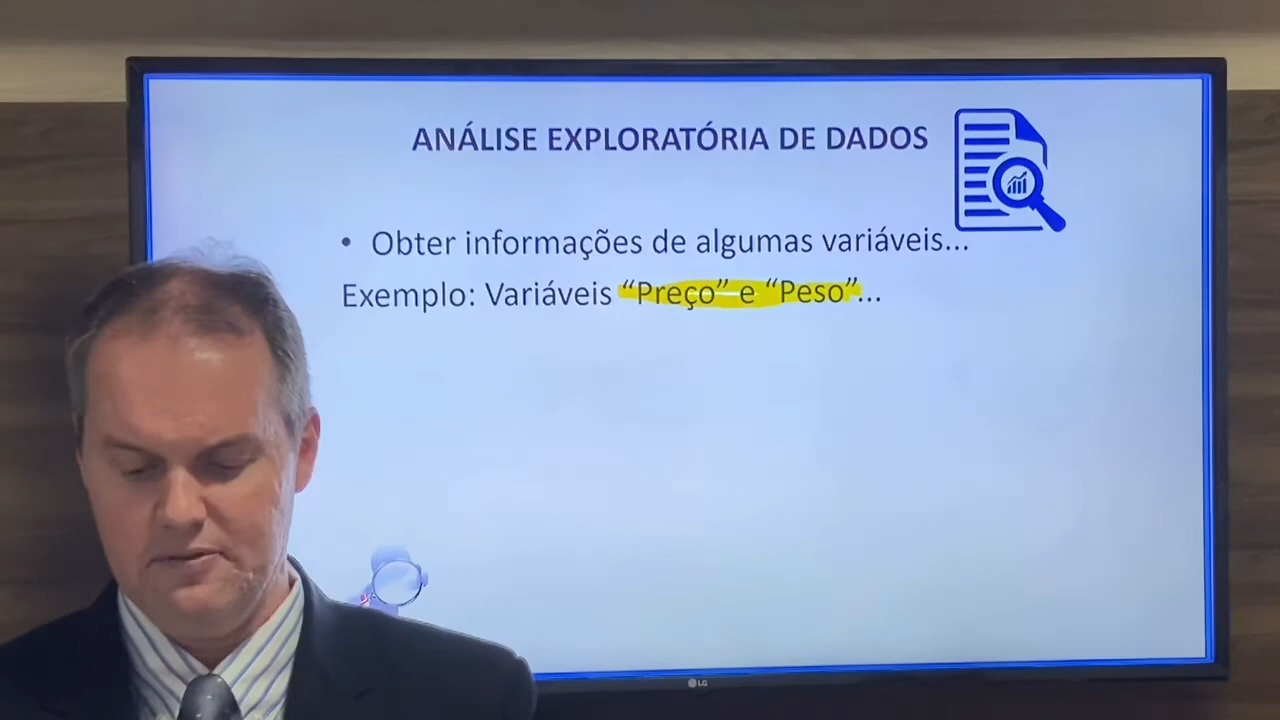 ANÁLISE EXPLORATÓRIA DE DADOS
• Obter informações de algumas variáveis...
Exemplo: Variáveis “Preço” e “Peso”...
LG